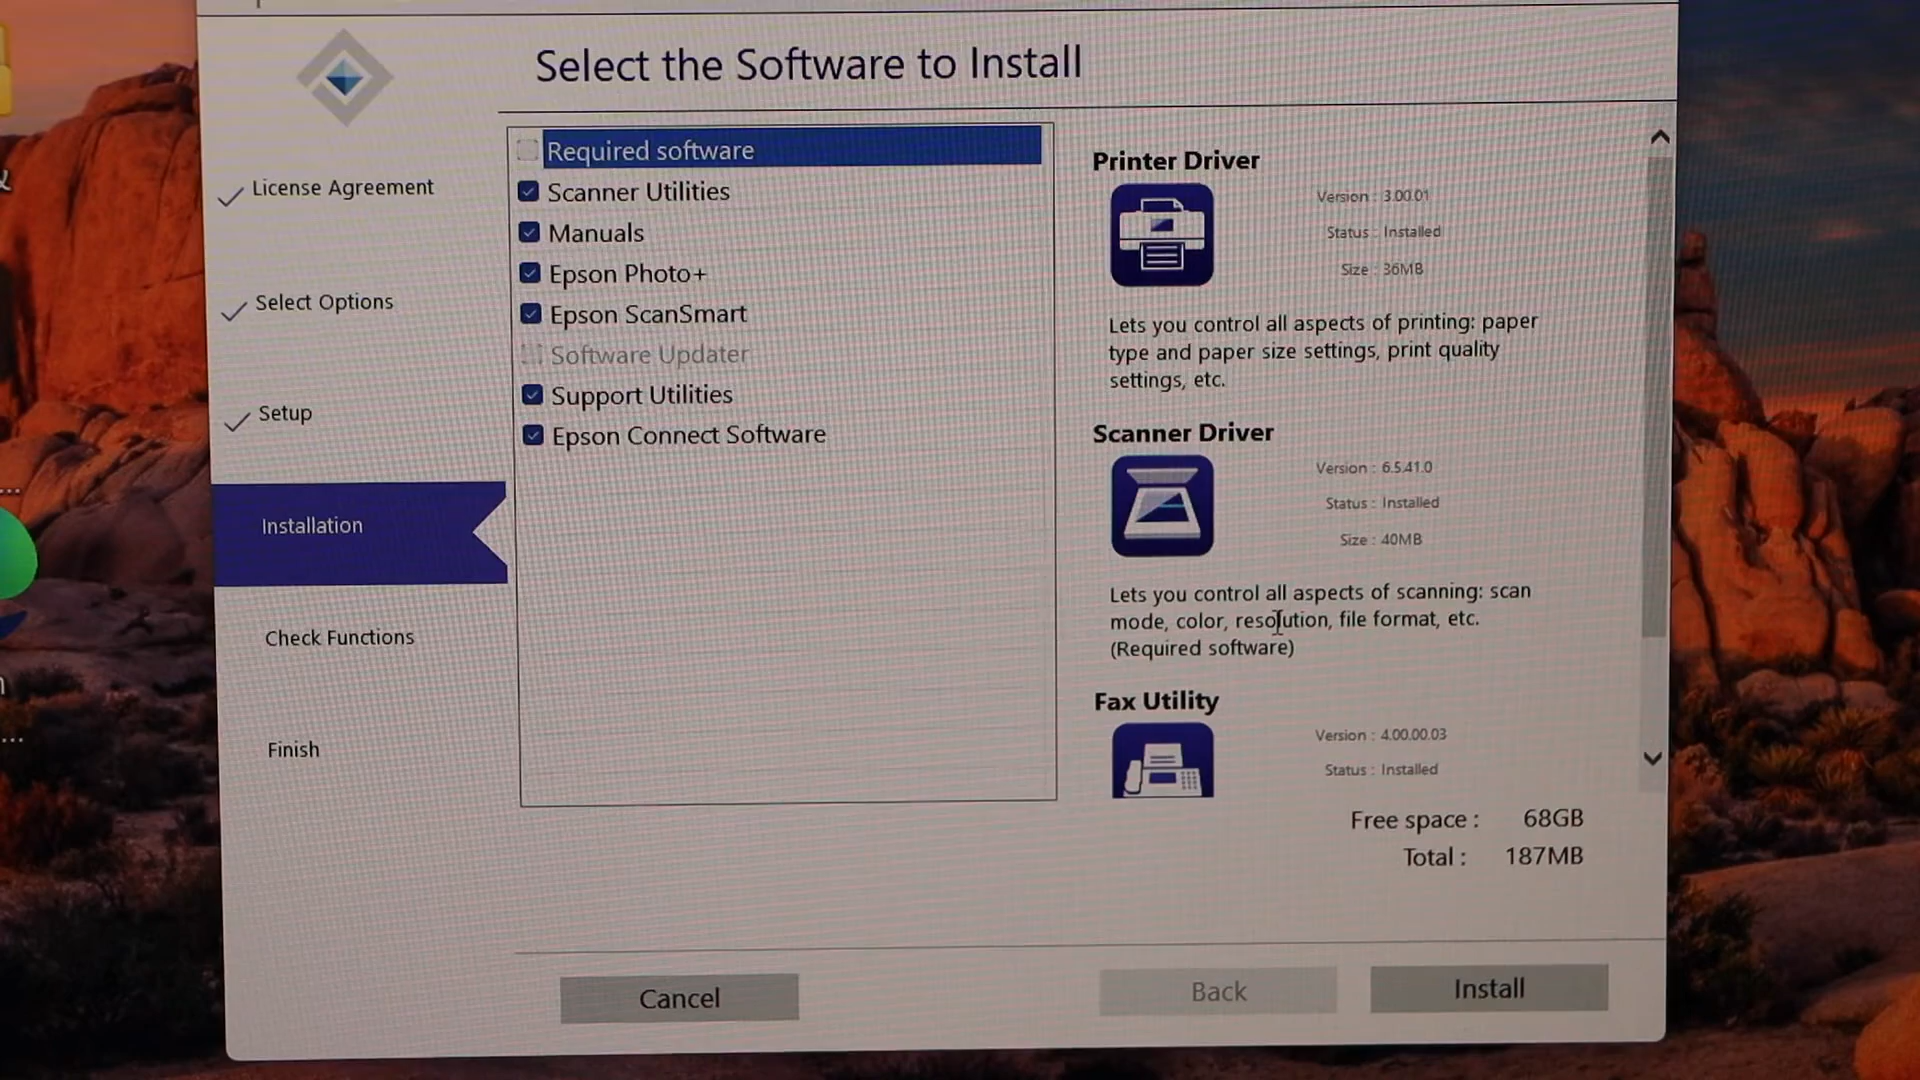 Select the Software to Install
License Agreement
Select Options
Setup
Installation
Check Functions
Finish
Required software
Scanner Utilities
Manuals
Epson Photo+
Epson ScanSmart
Software Updater
Support Utilities
Epson Connect Software
Printer Driver
Version : 3.00.01
Status : Installed
Size : 36MB
Lets you control all aspects of printing: paper
type and paper size settings, print quality
settings, etc.
Scanner Driver
Version : 6.5.41.0
Status : Installed
Size : 40MB
Lets you control all aspects of scanning: scan
mode, color, resolution, file format, etc.
(Required software)
Fax Utility
Version : 4.00.00.03
Status : Installed
Free space : 68GB
Total : 187MB
Cancel
Back
Install